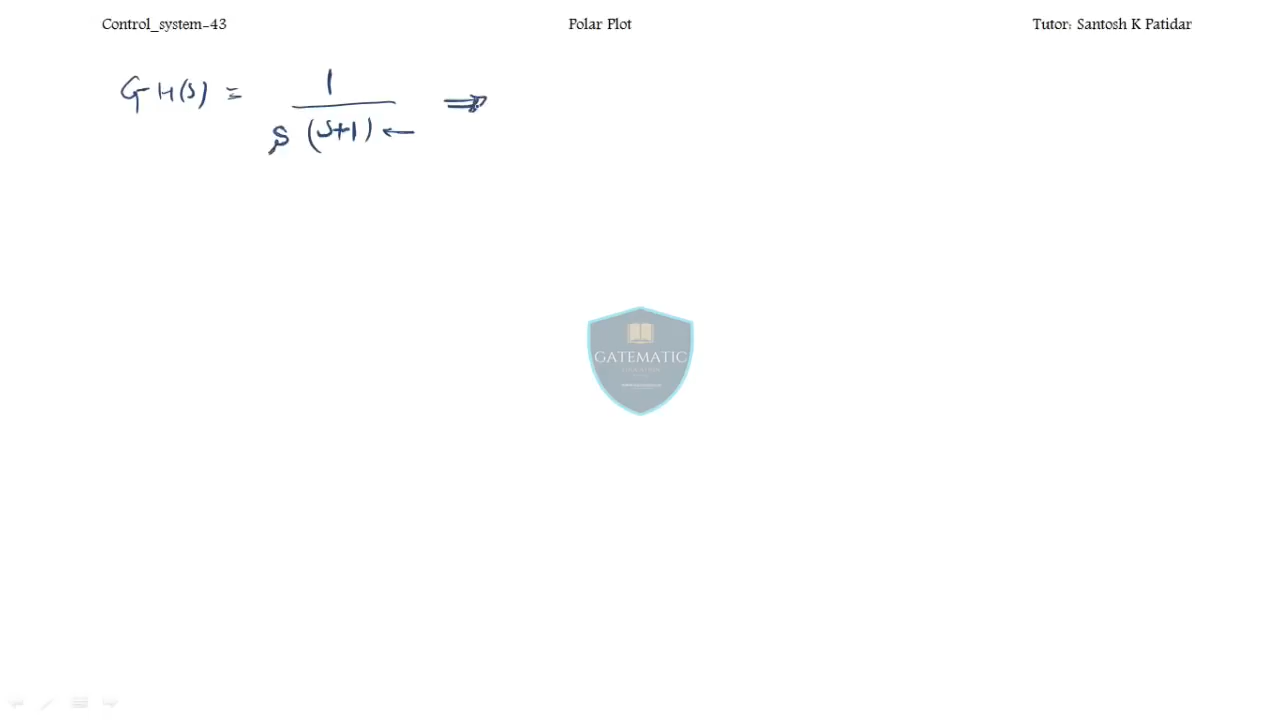 Control_system-43
Polar Plot
Tutor: Santosh K Patidar
GH(s) = 1 / s (s+1) ← ⇒
GATEMATIC